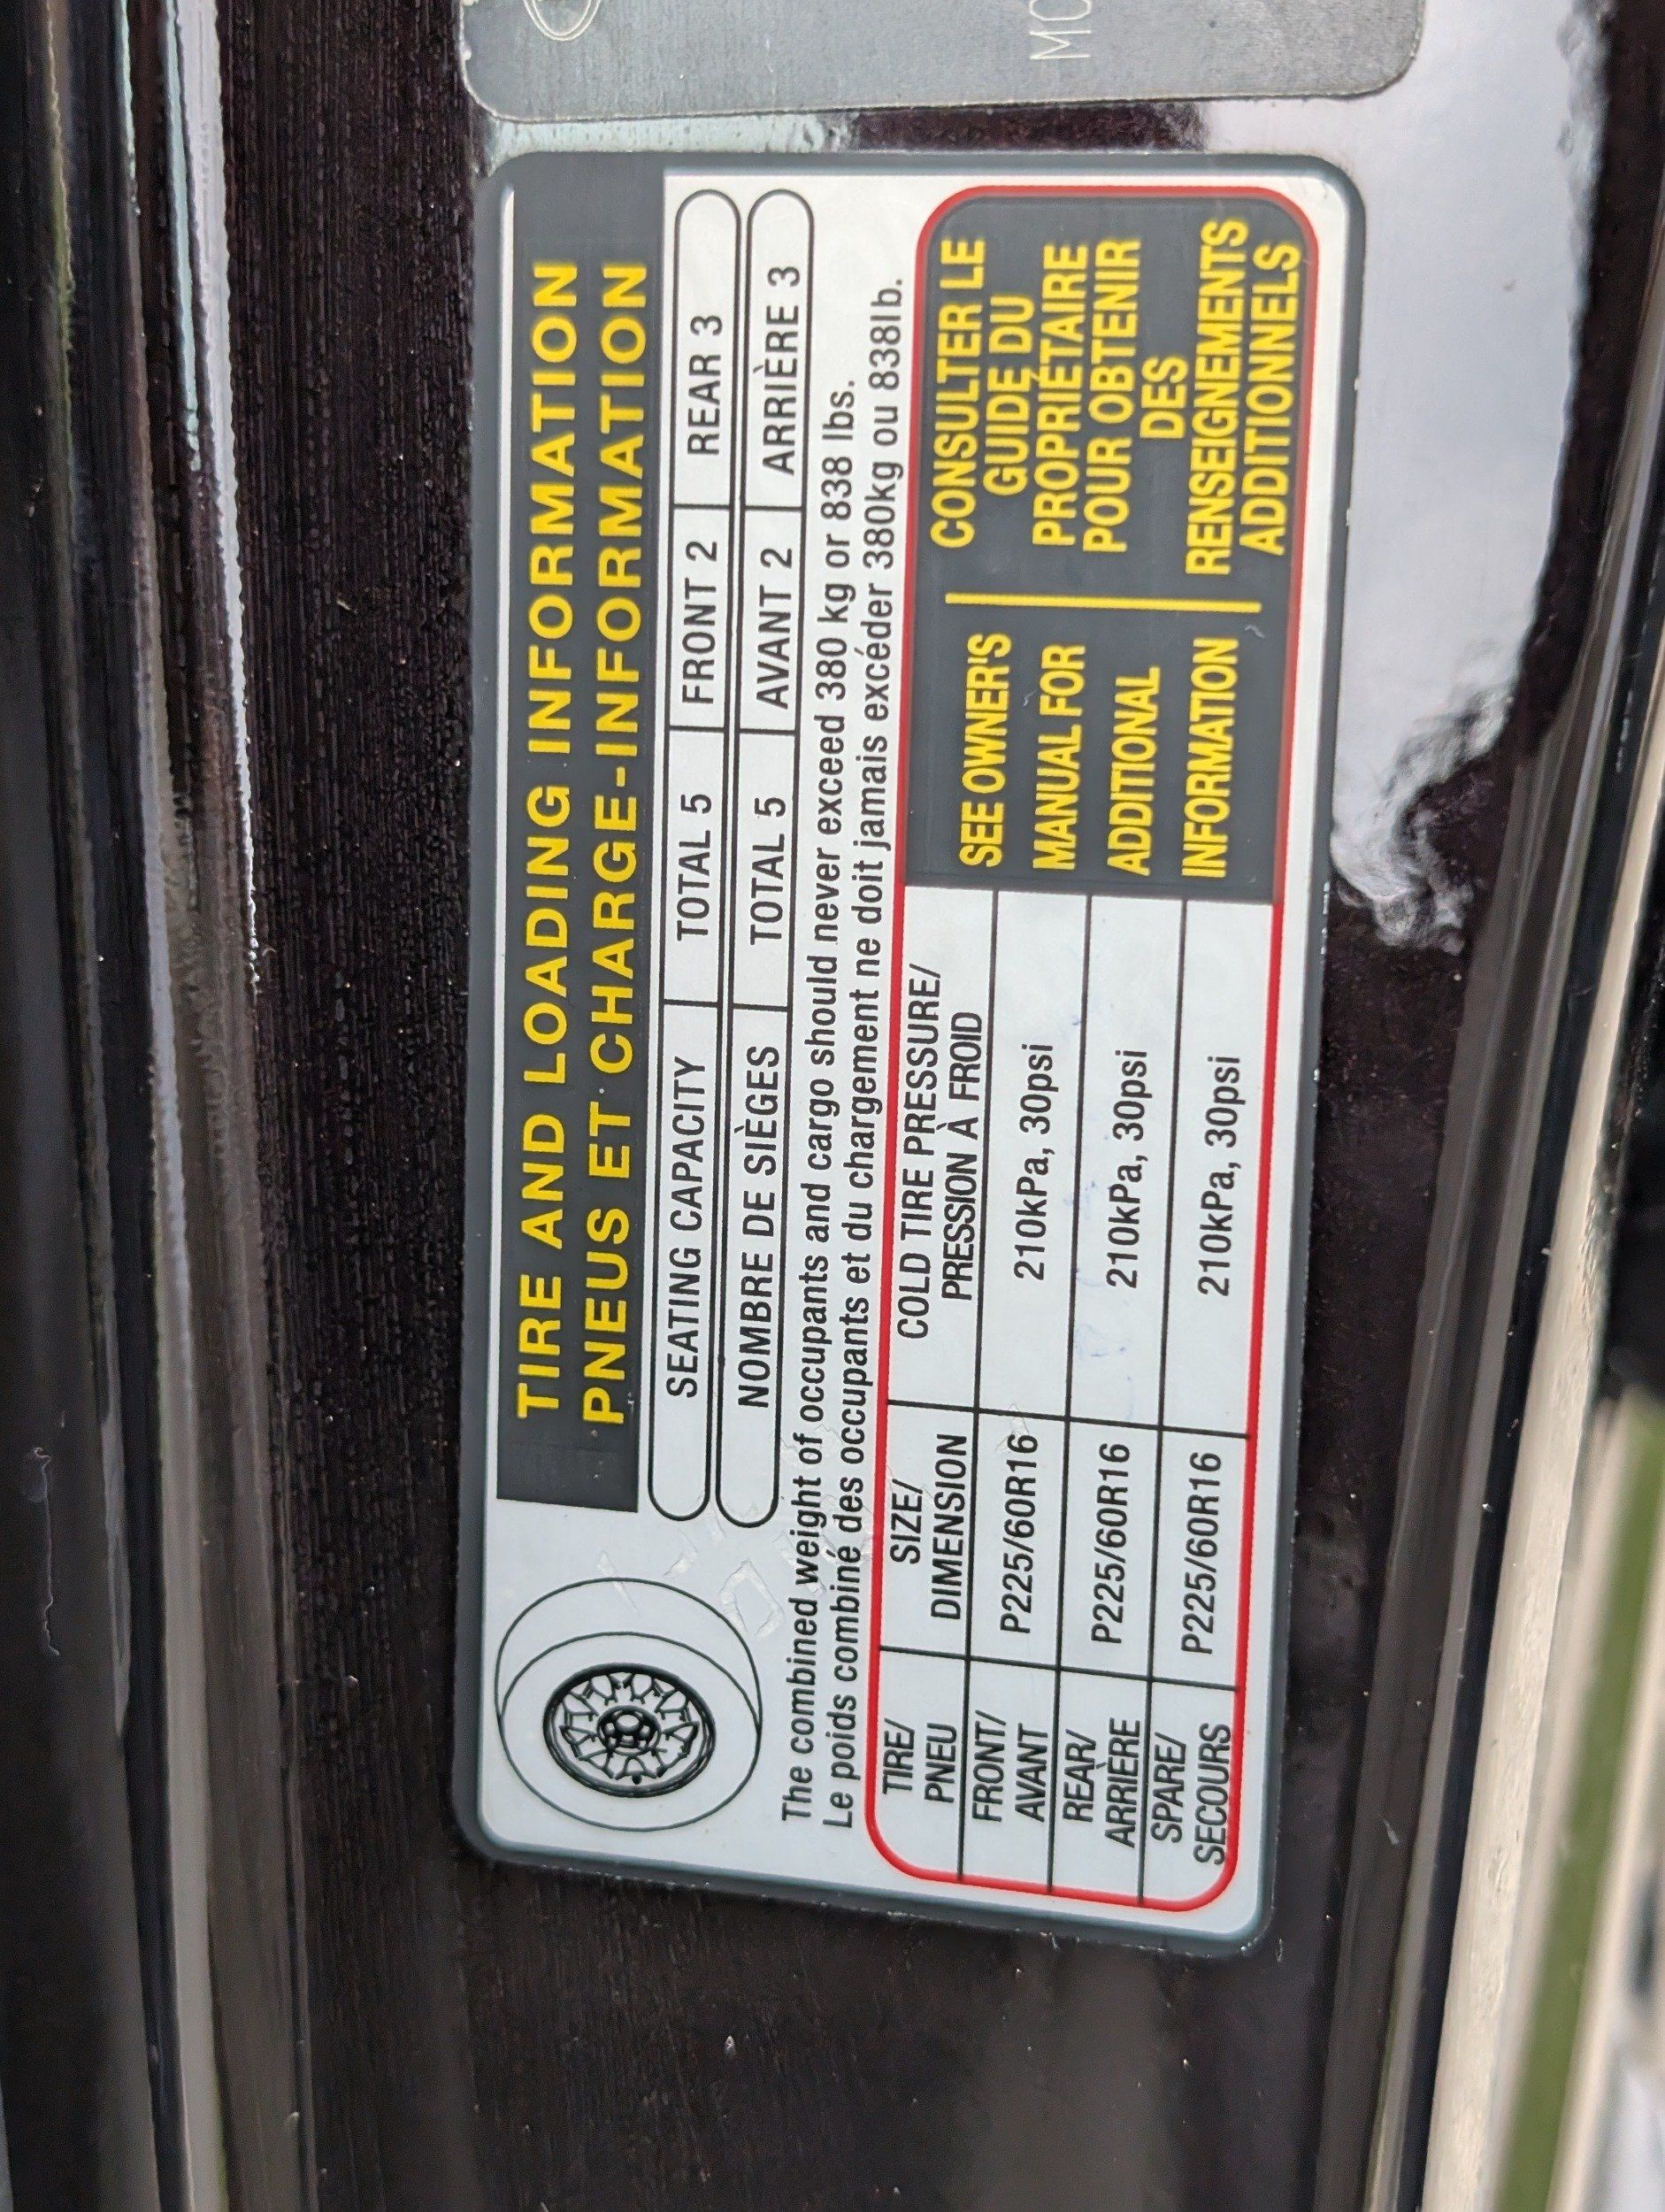 TIRE AND LOADING INFORMATION
PNEUS ET CHARGE-INFORMATION
SEATING CAPACITY TOTAL 5 FRONT 2 REAR 3
NOMBRE DE SIÈGES TOTAL 5 AVANT 2 ARRIÈRE 3
The combined weight of occupants and cargo should never exceed 380 kg or 838 lbs.
Le poids combiné des occupants et du chargement ne doit jamais excéder 380kg ou 838lb.
TIRE/
PNEU
SIZE/
DIMENSION
COLD TIRE PRESSURE/
PRESSION À FROID
FRONT/
AVANT
P225/60R16
210kPa, 30psi
REAR/
ARRIÈRE
P225/60R16
210kPa, 30psi
SPARE/
SECOURS
P225/60R16
210kPa, 30psi
SEE OWNER'S
MANUAL FOR
ADDITIONAL
INFORMATION
CONSULTER LE
GUIDE DU
PROPRIÉTAIRE
POUR OBTENIR
DES
RENSEIGNEMENTS
ADDITIONNELS